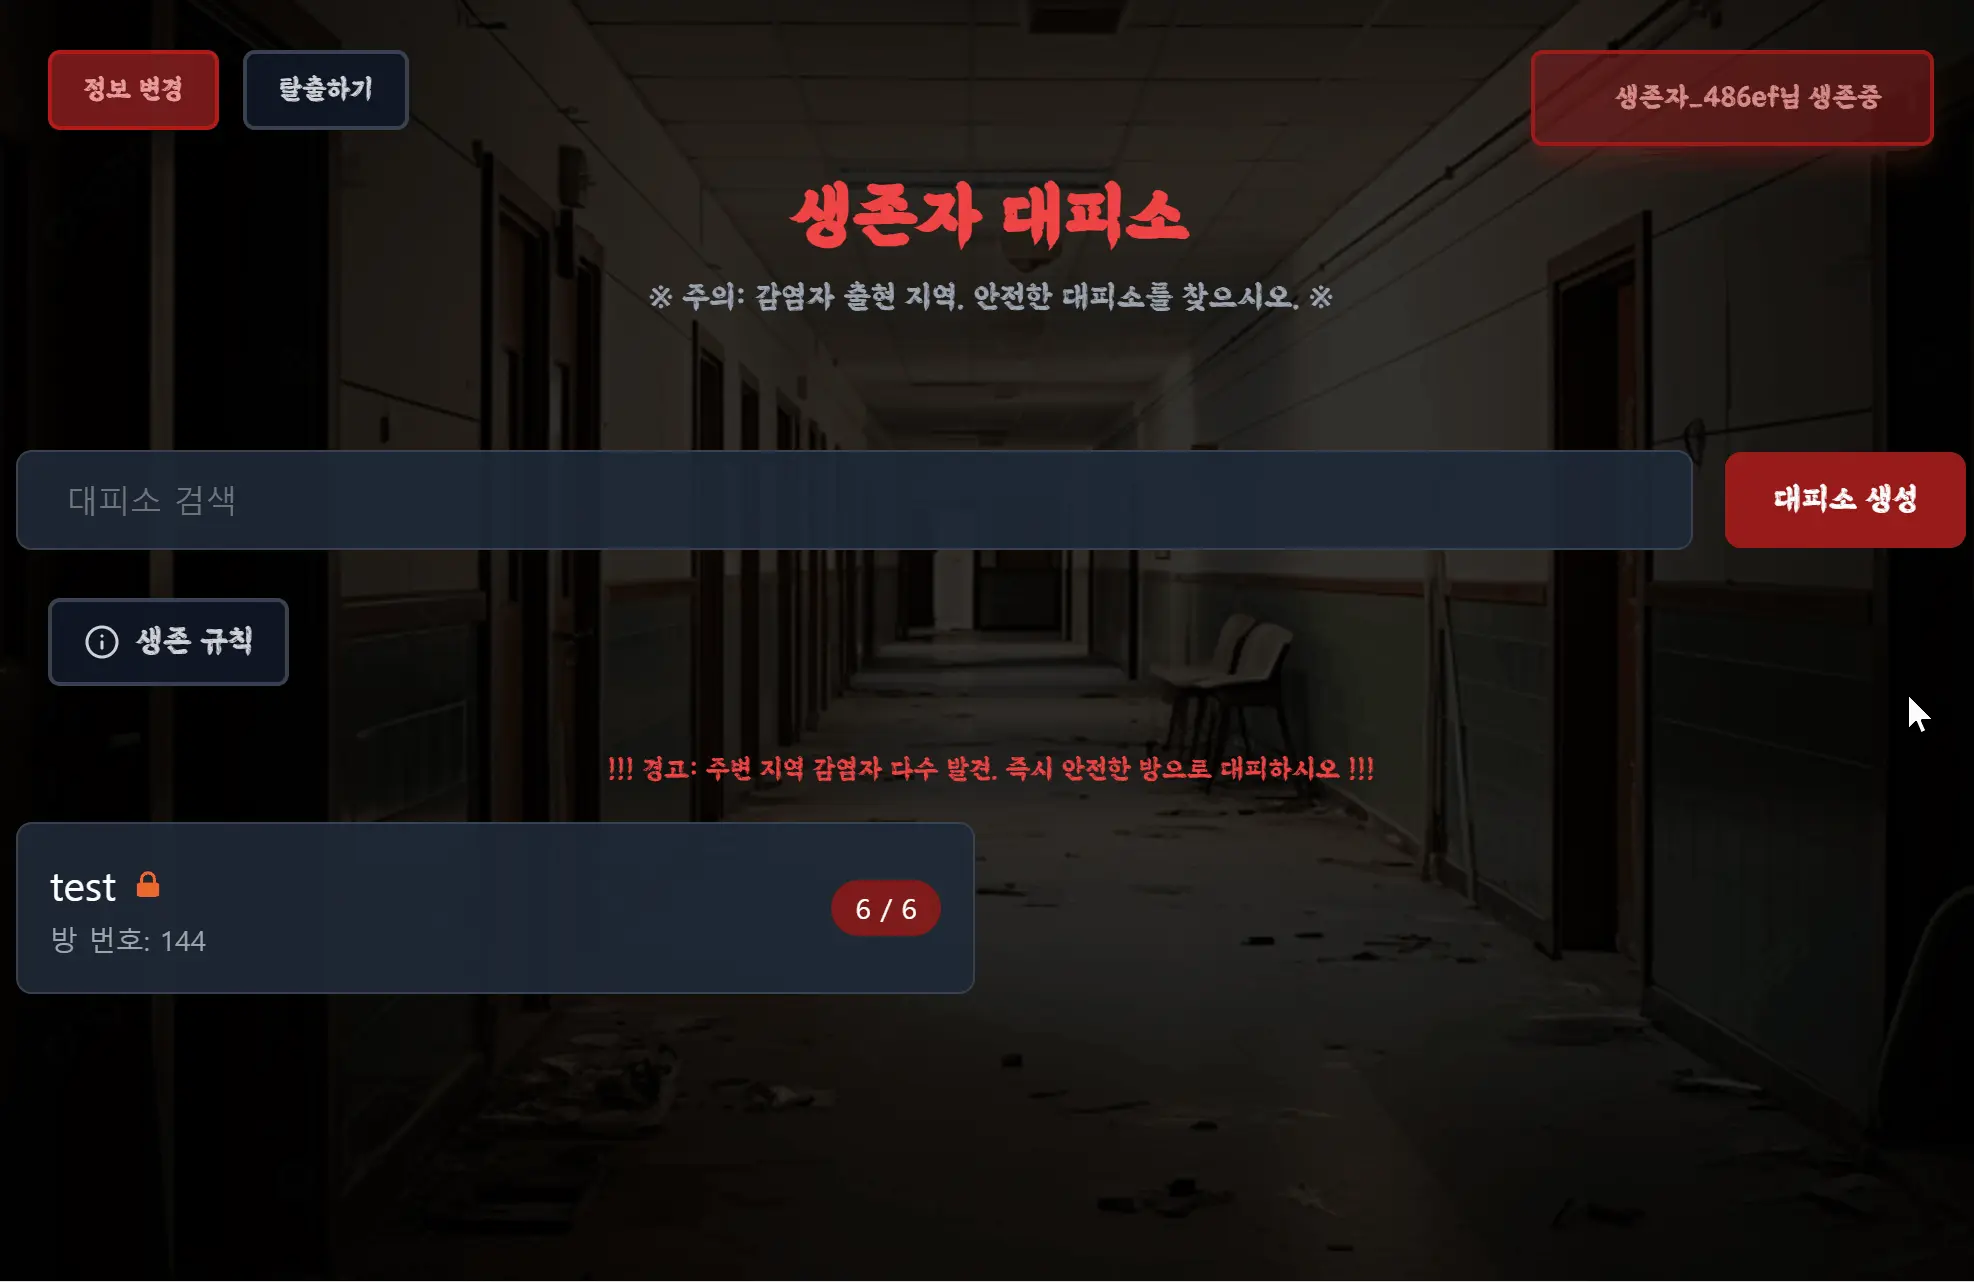 정보 변경
탈출하기
생존자_486ef님 생존중
생존자 대피소
※ 주의: 감염자 출현 지역. 안전한 대피소를 찾으시오. ※
대피소 검색
대피소 생성
생존 규칙
!!! 경고: 주변 지역 감염자 다수 발견. 즉시 안전한 방으로 대피하시오 !!!
test
6 / 6
방 번호: 144